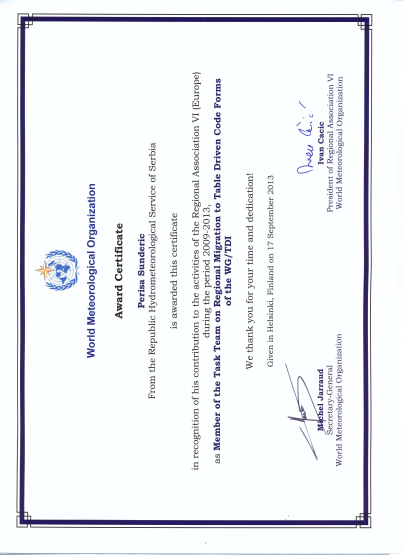 World Meteorological Organization
Award Certificate
Perisa Sunderic
From the Republic Hydrometeorological Service of Serbia
is awarded this certificate
in recognition of his contribution to the activities of the Regional Association VI (Europe)
during the period 2009-2013,
as Member of the Task Team on Regional Migration to Table Driven Code Forms
of the WG/TDI
We thank you for your time and dedication!
Given in Helsinki, Finland on 17 September 2013
Michel Jarraud
Secretary-General
World Meteorological Organization
Ivan Cacic
President of Regional Association VI
World Meteorological Organization